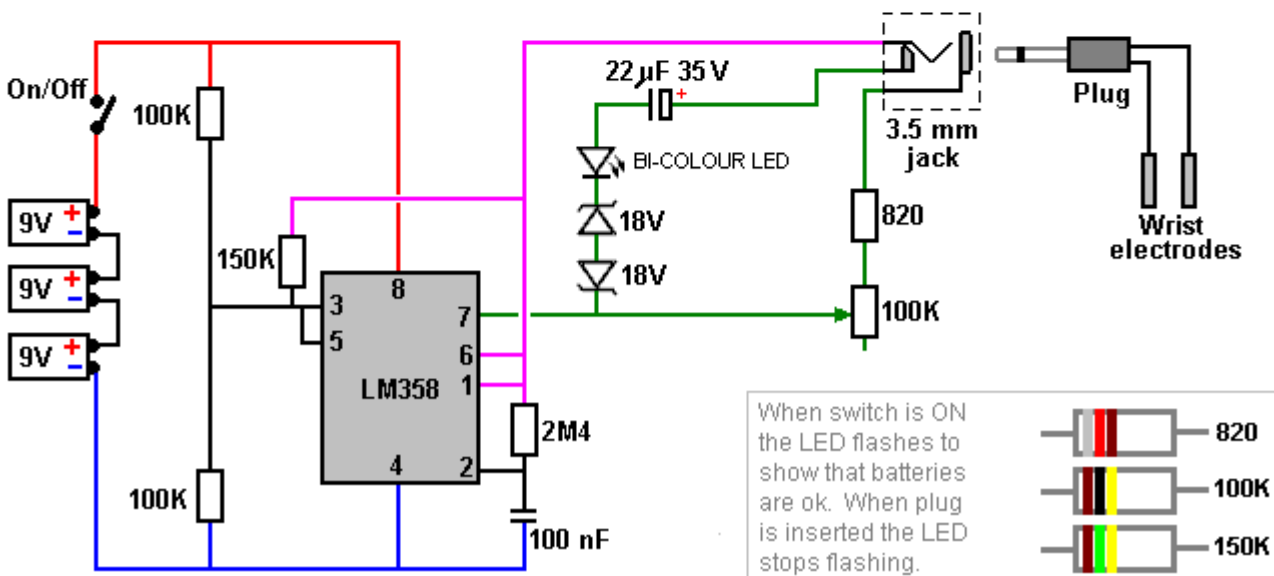 On/Off
100K
9V + −
9V + −
9V + −
150K
100K
3
5
8
7
6
1
2
4
LM358
2M4
100 nF
22 µF 35V
+
BI-COLOUR LED
18V
18V
3.5 mm
jack
Plug
820
100K
Wrist
electrodes
When switch is ON
the LED flashes to
show that batteries
are ok. When plug
is inserted the LED
stops flashing.
820
100K
150K